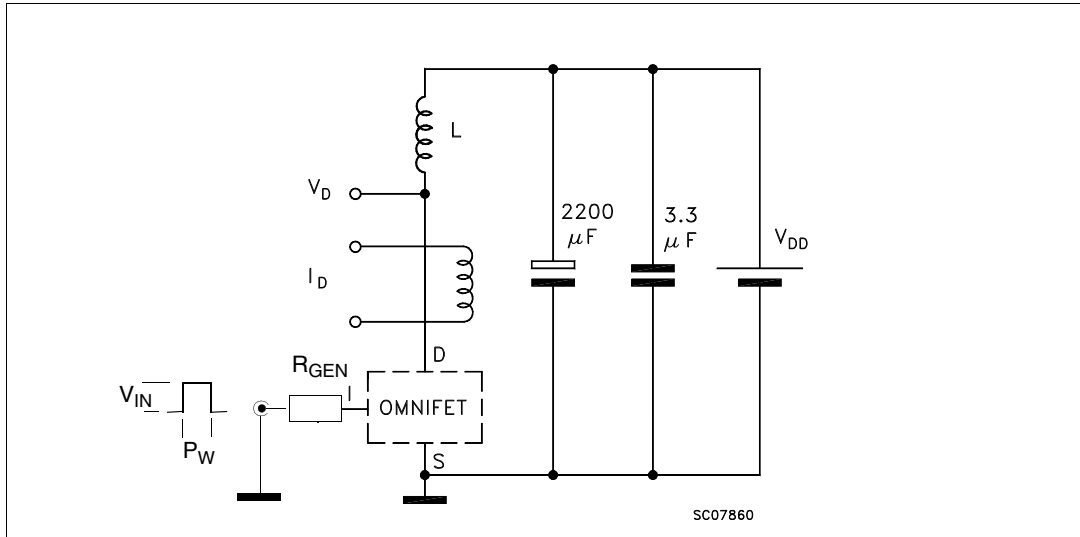 L
V_D
2200
μF
3.3
μF
V_DD
I_D
D
R_GEN
I
V_IN
OMNIFET
P_W
S
SC07860